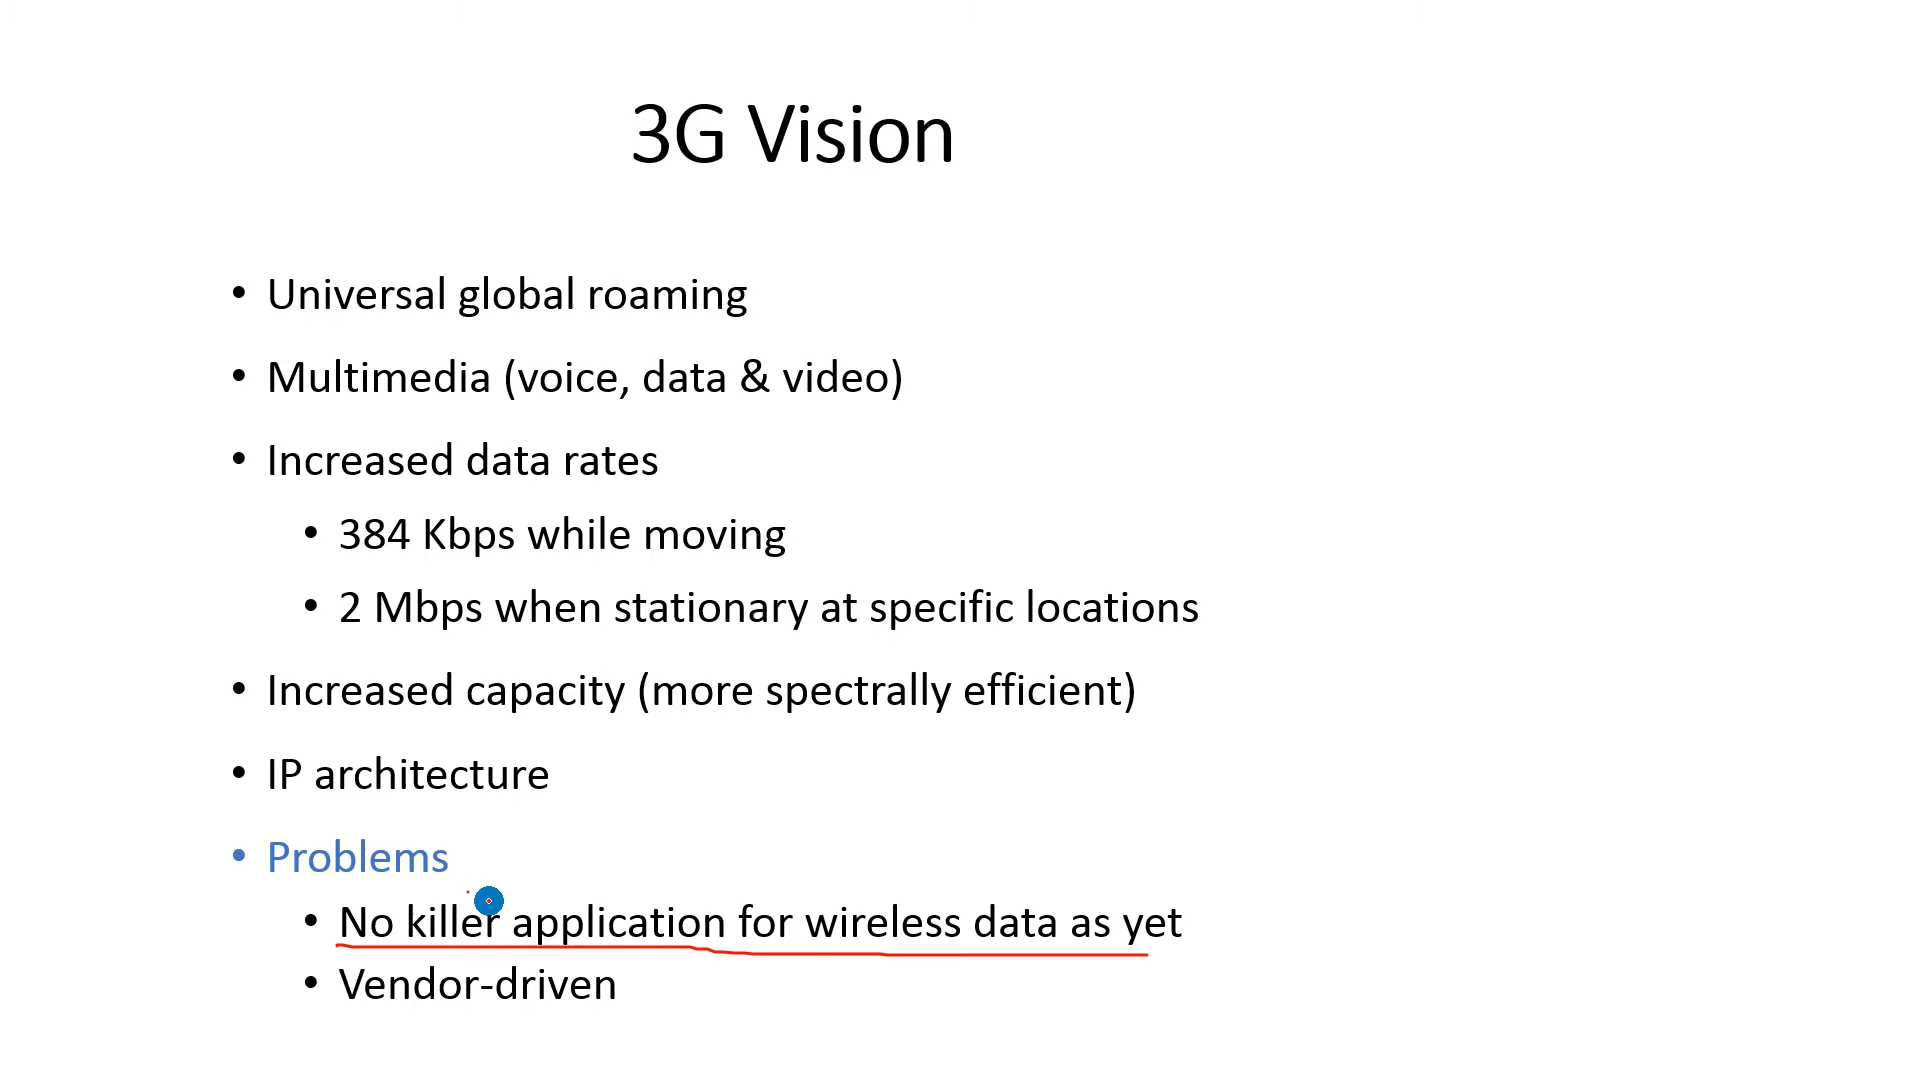 3G Vision
• Universal global roaming
• Multimedia (voice, data & video)
• Increased data rates
• 384 Kbps while moving
• 2 Mbps when stationary at specific locations
• Increased capacity (more spectrally efficient)
• IP architecture
• Problems
• No killer application for wireless data as yet
• Vendor-driven